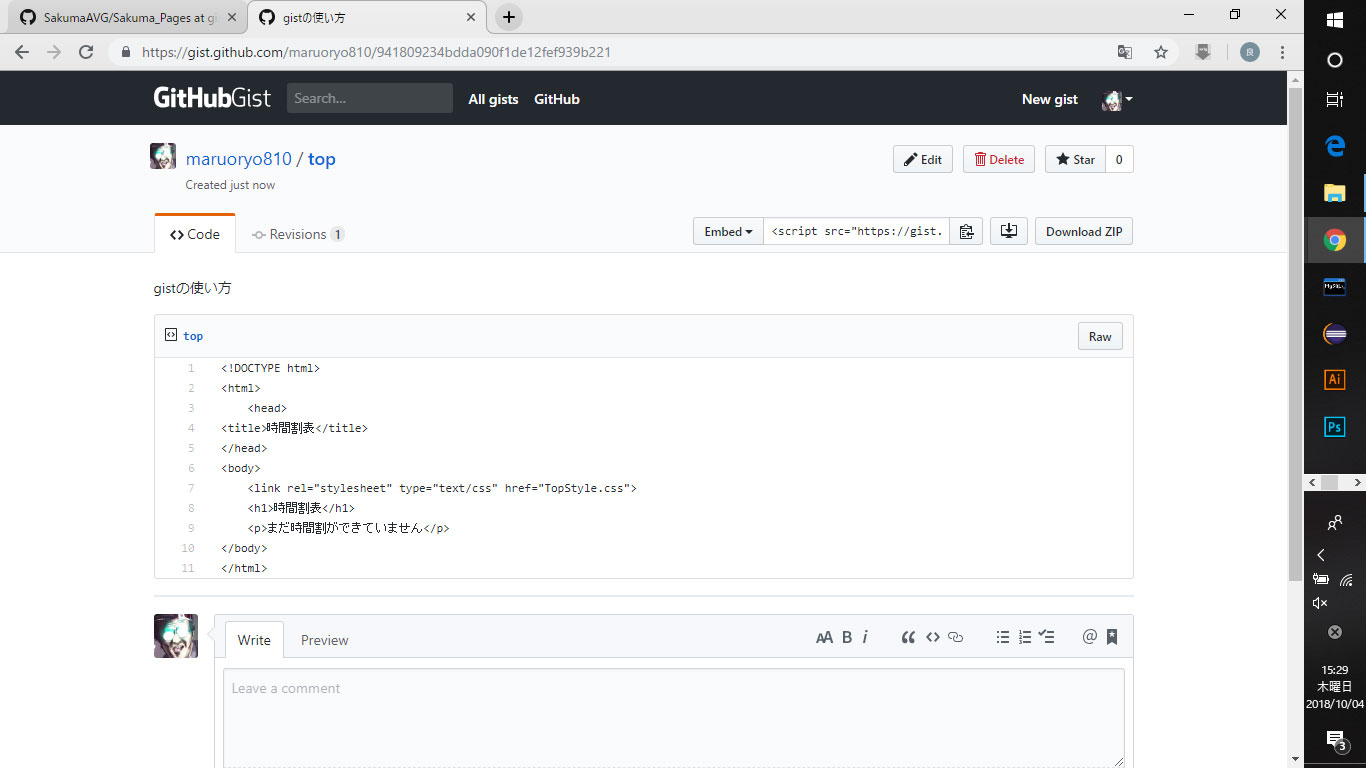 SakumaAVG/Sakuma_Pages at gi
gistの使い方
https://gist.github.com/maruoryo810/941809234bdda090f1de12fef939b221
良
GitHubGist
Search...
All gists
GitHub
New gist
maruoryo810 / top
Edit
Delete
Star
0
Created just now
Code
Revisions 1
Embed
<script src="https://gist.
Download ZIP
gistの使い方
top
Raw
1 <!DOCTYPE html>
2 <html>
3 <head>
4 <title>時間割表</title>
5 </head>
6 <body>
7 <link rel="stylesheet" type="text/css" href="TopStyle.css">
8 <h1>時間割表</h1>
9 <p>まだ時間割ができていません</p>
10 </body>
11 </html>
Write
Preview
AA B i
Leave a comment
MySQL
Ai
Ps
15:29
木曜日
2018/10/04
3